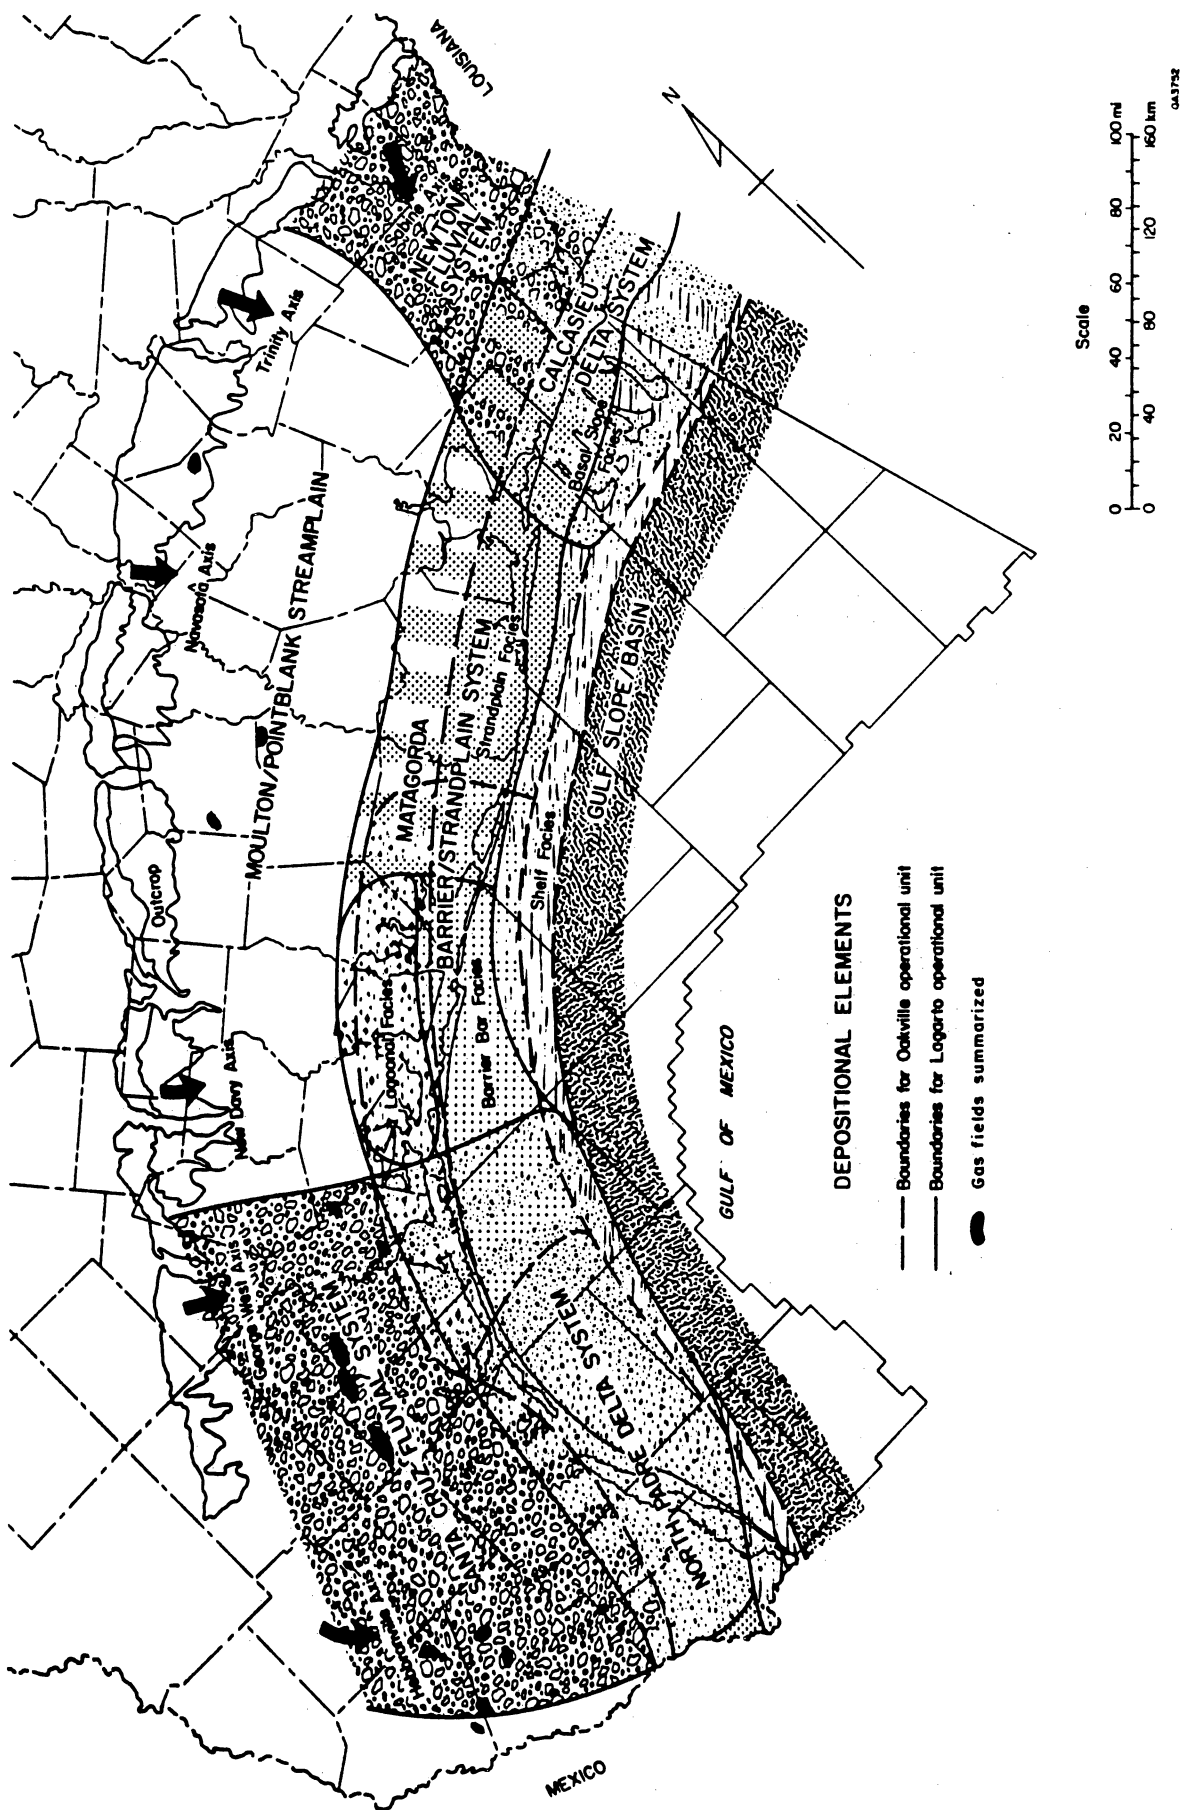 LOUISIANA
N
Sabine Axis
NEWTON
FLUVIAL
SYSTEM
Trinity Axis
CALCASIEU
DELTA SYSTEM
Basal / Slope
Facies
Navasota Axis
MOULTON/POINTBLANK STREAMPLAIN
MATAGORDA
BARRIER/STRANDPLAIN SYSTEM
Strandplain Facies
GULF SLOPE/BASIN
Shelf Facies
Outcrop
Lagoonal Facies
Barrier Bar Facies
New Davy Axis
George West Axis
SANTA CRUZ FLUVIAL SYSTEM
Hebbronville Axis
NORTH PADRE DELTA SYSTEM
GULF OF MEXICO
MEXICO
Scale
0 20 40 60 80 100 mi
0 40 80 120 160 km
DEPOSITIONAL ELEMENTS
Boundaries for Oakville operational unit
Boundaries for Lagarto operational unit
Gas fields summarized
QA3752